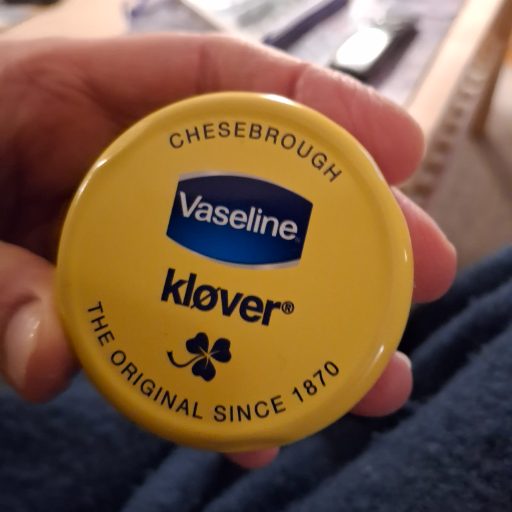 CHESEBROUGH
Vaseline
kløver®
THE ORIGINAL SINCE 1870